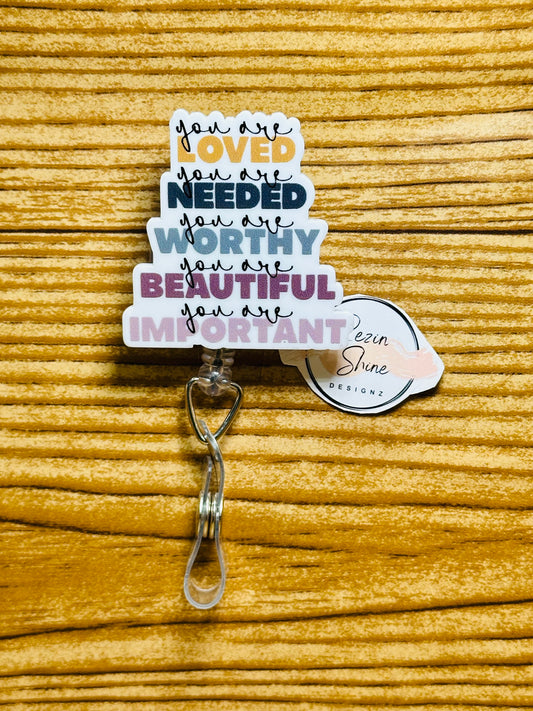 you are
LOVED
you are
NEEDED
you are
WORTHY
you are
BEAUTIFUL
you are
IMPORTANT
Rezin
Shine
DESIGNZ